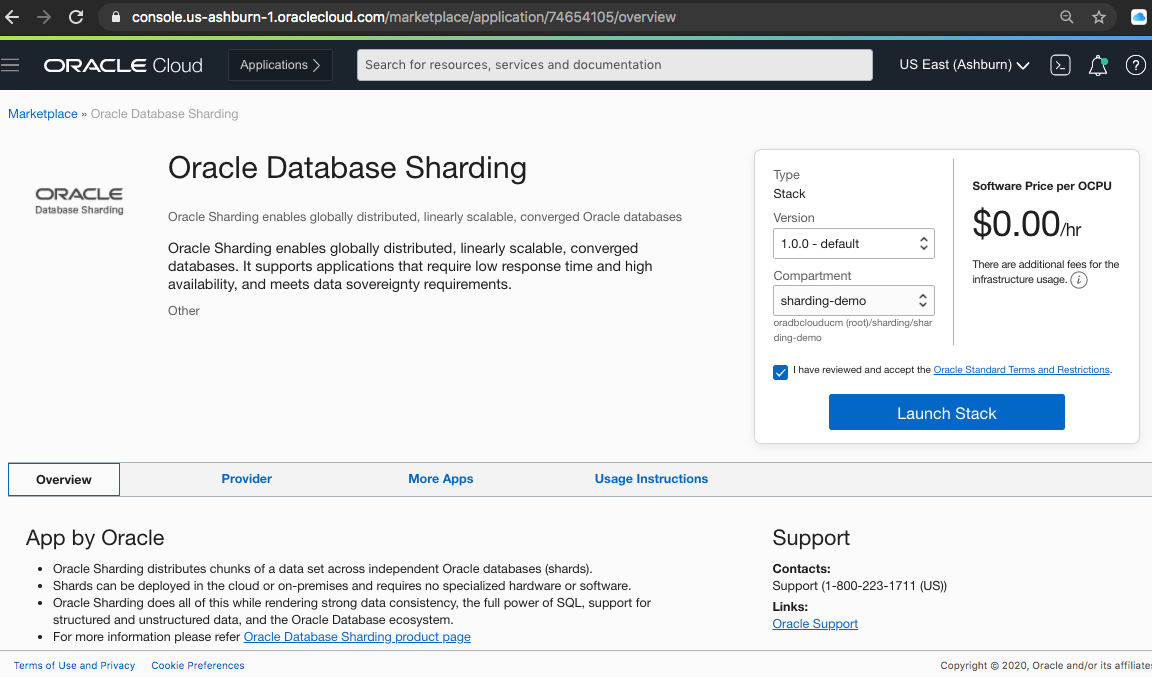 console.us-ashburn-1.oraclecloud.com/marketplace/application/74654105/overview
ORACLE Cloud
Applications
Search for resources, services and documentation
US East (Ashburn)
Marketplace » Oracle Database Sharding
ORACLE
Database Sharding
Oracle Database Sharding
Oracle Sharding enables globally distributed, linearly scalable, converged Oracle databases
Oracle Sharding enables globally distributed, linearly scalable, converged
databases. It supports applications that require low response time and high
availability, and meets data sovereignty requirements.
Other
Type
Stack
Version
1.0.0 - default
Compartment
sharding-demo
oradbclouducm (root)/sharding/shar
ding-demo
Software Price per OCPU
$0.00/hr
There are additional fees for the
infrastructure usage. i
I have reviewed and accept the Oracle Standard Terms and Restrictions.
Launch Stack
Overview
Provider
More Apps
Usage Instructions
App by Oracle
• Oracle Sharding distributes chunks of a data set across independent Oracle databases (shards).
• Shards can be deployed in the cloud or on-premises and requires no specialized hardware or software.
• Oracle Sharding does all of this while rendering strong data consistency, the full power of SQL, support for
structured and unstructured data, and the Oracle Database ecosystem.
• For more information please refer Oracle Database Sharding product page
Support
Contacts:
Support (1-800-223-1711 (US))
Links:
Oracle Support
Terms of Use and Privacy
Cookie Preferences
Copyright © 2020, Oracle and/or its affiliates